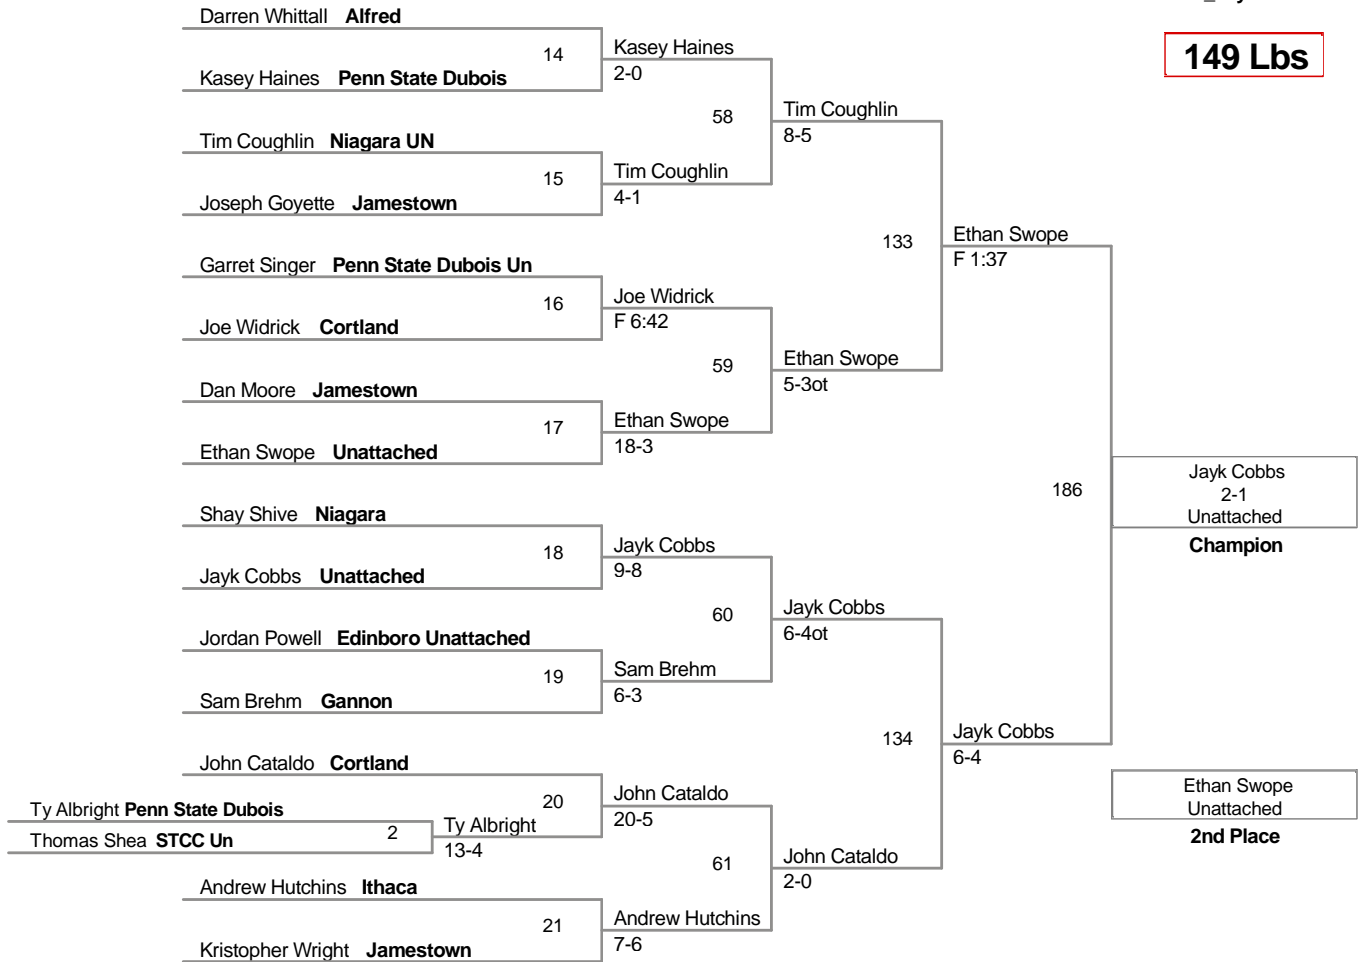 Darren Whittall Alfred
14
Kasey Haines
2-0
Kasey Haines Penn State Dubois
149 Lbs
58
Tim Coughlin
8-5
Tim Coughlin Niagara UN
15
Tim Coughlin
4-1
Joseph Goyette Jamestown
133
Ethan Swope
F 1:37
Garret Singer Penn State Dubois Un
16
Joe Widrick
F 6:42
Joe Widrick Cortland
59
Ethan Swope
5-3ot
Dan Moore Jamestown
17
Ethan Swope
18-3
Ethan Swope Unattached
186
Jayk Cobbs
2-1
Unattached
Champion
Shay Shive Niagara
18
Jayk Cobbs
9-8
Jayk Cobbs Unattached
60
Jayk Cobbs
6-4ot
Jordan Powell Edinboro Unattached
19
Sam Brehm
6-3
Sam Brehm Gannon
134
Jayk Cobbs
6-4
John Cataldo Cortland
20
John Cataldo
20-5
Ty Albright Penn State Dubois
2
Ty Albright
13-4
Thomas Shea STCC Un
61
John Cataldo
2-0
Ethan Swope
Unattached
2nd Place
Andrew Hutchins Ithaca
21
Andrew Hutchins
7-6
Kristopher Wright Jamestown